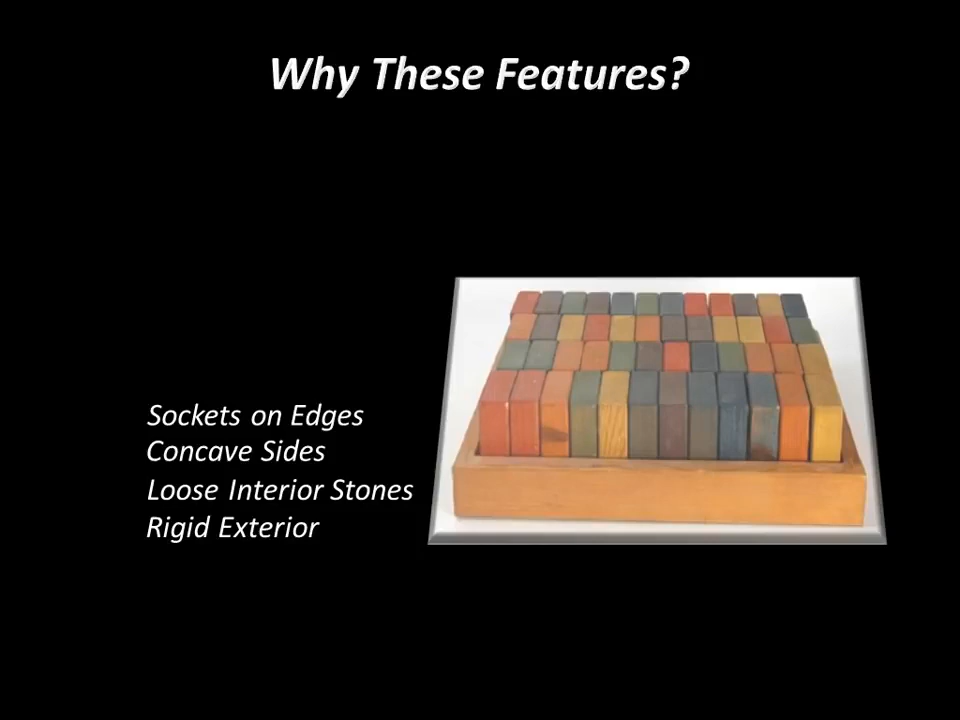 Why These Features?
Sockets on Edges
Concave Sides
Loose Interior Stones
Rigid Exterior